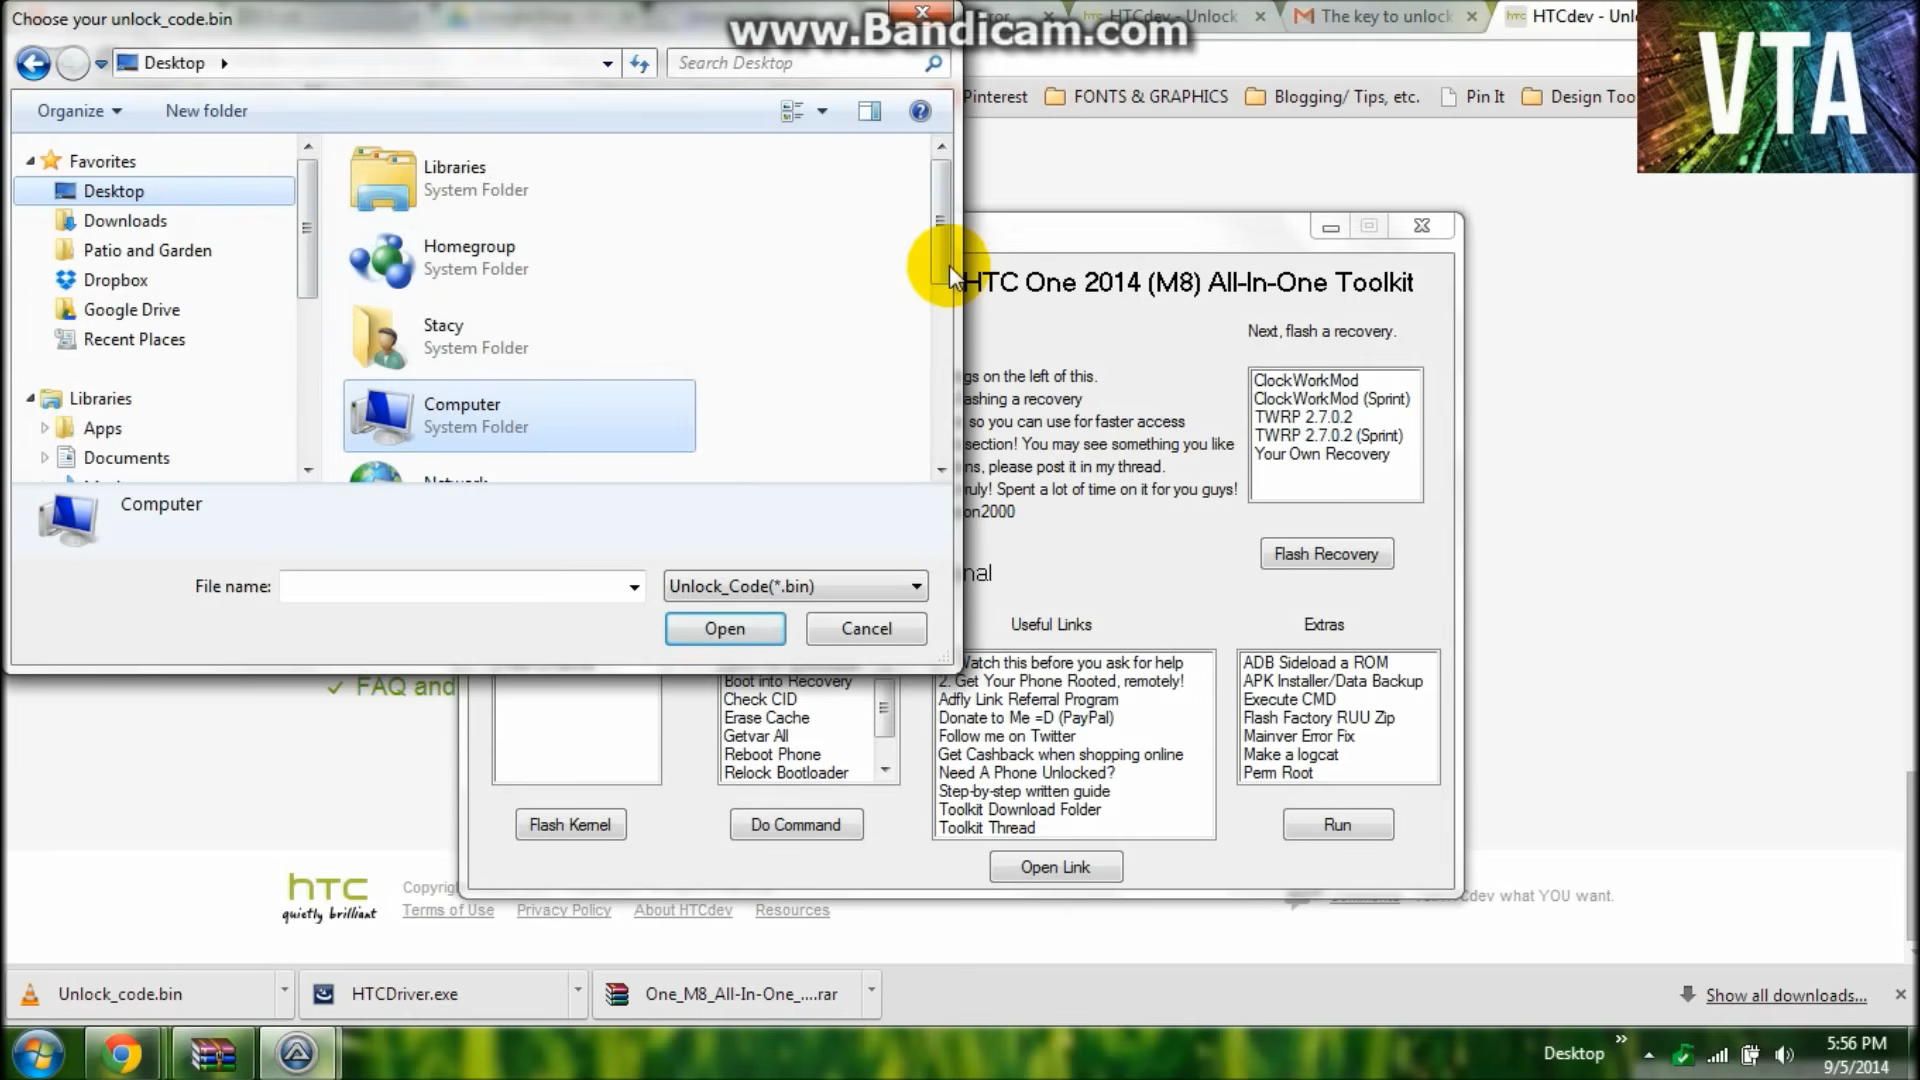 Choose your unlock_code.bin
www.Bandicam.com
HTCdev - Unlock
The key to unlock
HTCdev - Unl
VTA
Desktop
Search Desktop
Pinterest
FONTS & GRAPHICS
Blogging/ Tips, etc.
Pin It
Design Too
Organize
New folder
Favorites
Desktop
Downloads
Patio and Garden
Dropbox
Google Drive
Recent Places
Libraries
Apps
Documents
Libraries
System Folder
Homegroup
System Folder
Stacy
System Folder
Computer
System Folder
Network
Computer
File name:
Unlock_Code(*.bin)
Open
Cancel
HTC One 2014 (M8) All-In-One Toolkit
Next, flash a recovery.
gs on the left of this.
ashing a recovery
so you can use for faster access
section! You may see something you like
ns, please post it in my thread.
ruly! Spent a lot of time on it for you guys!
on2000
nal
ClockWorkMod
ClockWorkMod (Sprint)
TWRP 2.7.0.2
TWRP 2.7.0.2 (Sprint)
Your Own Recovery
Flash Recovery
Useful Links
Extras
FAQ and
Boot into Recovery
Check CID
Erase Cache
Getvar All
Reboot Phone
Relock Bootloader
Watch this before you ask for help
2. Get Your Phone Rooted, remotely!
Adfly Link Referral Program
Donate to Me =D (PayPal)
Follow me on Twitter
Get Cashback when shopping online
Need A Phone Unlocked?
Step-by-step written guide
Toolkit Download Folder
Toolkit Thread
ADB Sideload a ROM
APK Installer/Data Backup
Execute CMD
Flash Factory RUU Zip
Mainver Error Fix
Make a logcat
Perm Root
Flash Kernel
Do Command
Run
Open Link
hTC
quietly brilliant
Copyrig
Terms of Use
Privacy Policy
About HTCdev
Resources
Cdev what YOU want.
Unlock_code.bin
HTCDriver.exe
One_M8_All-In-One_....rar
Show all downloads...
Desktop
5:56 PM
9/5/2014